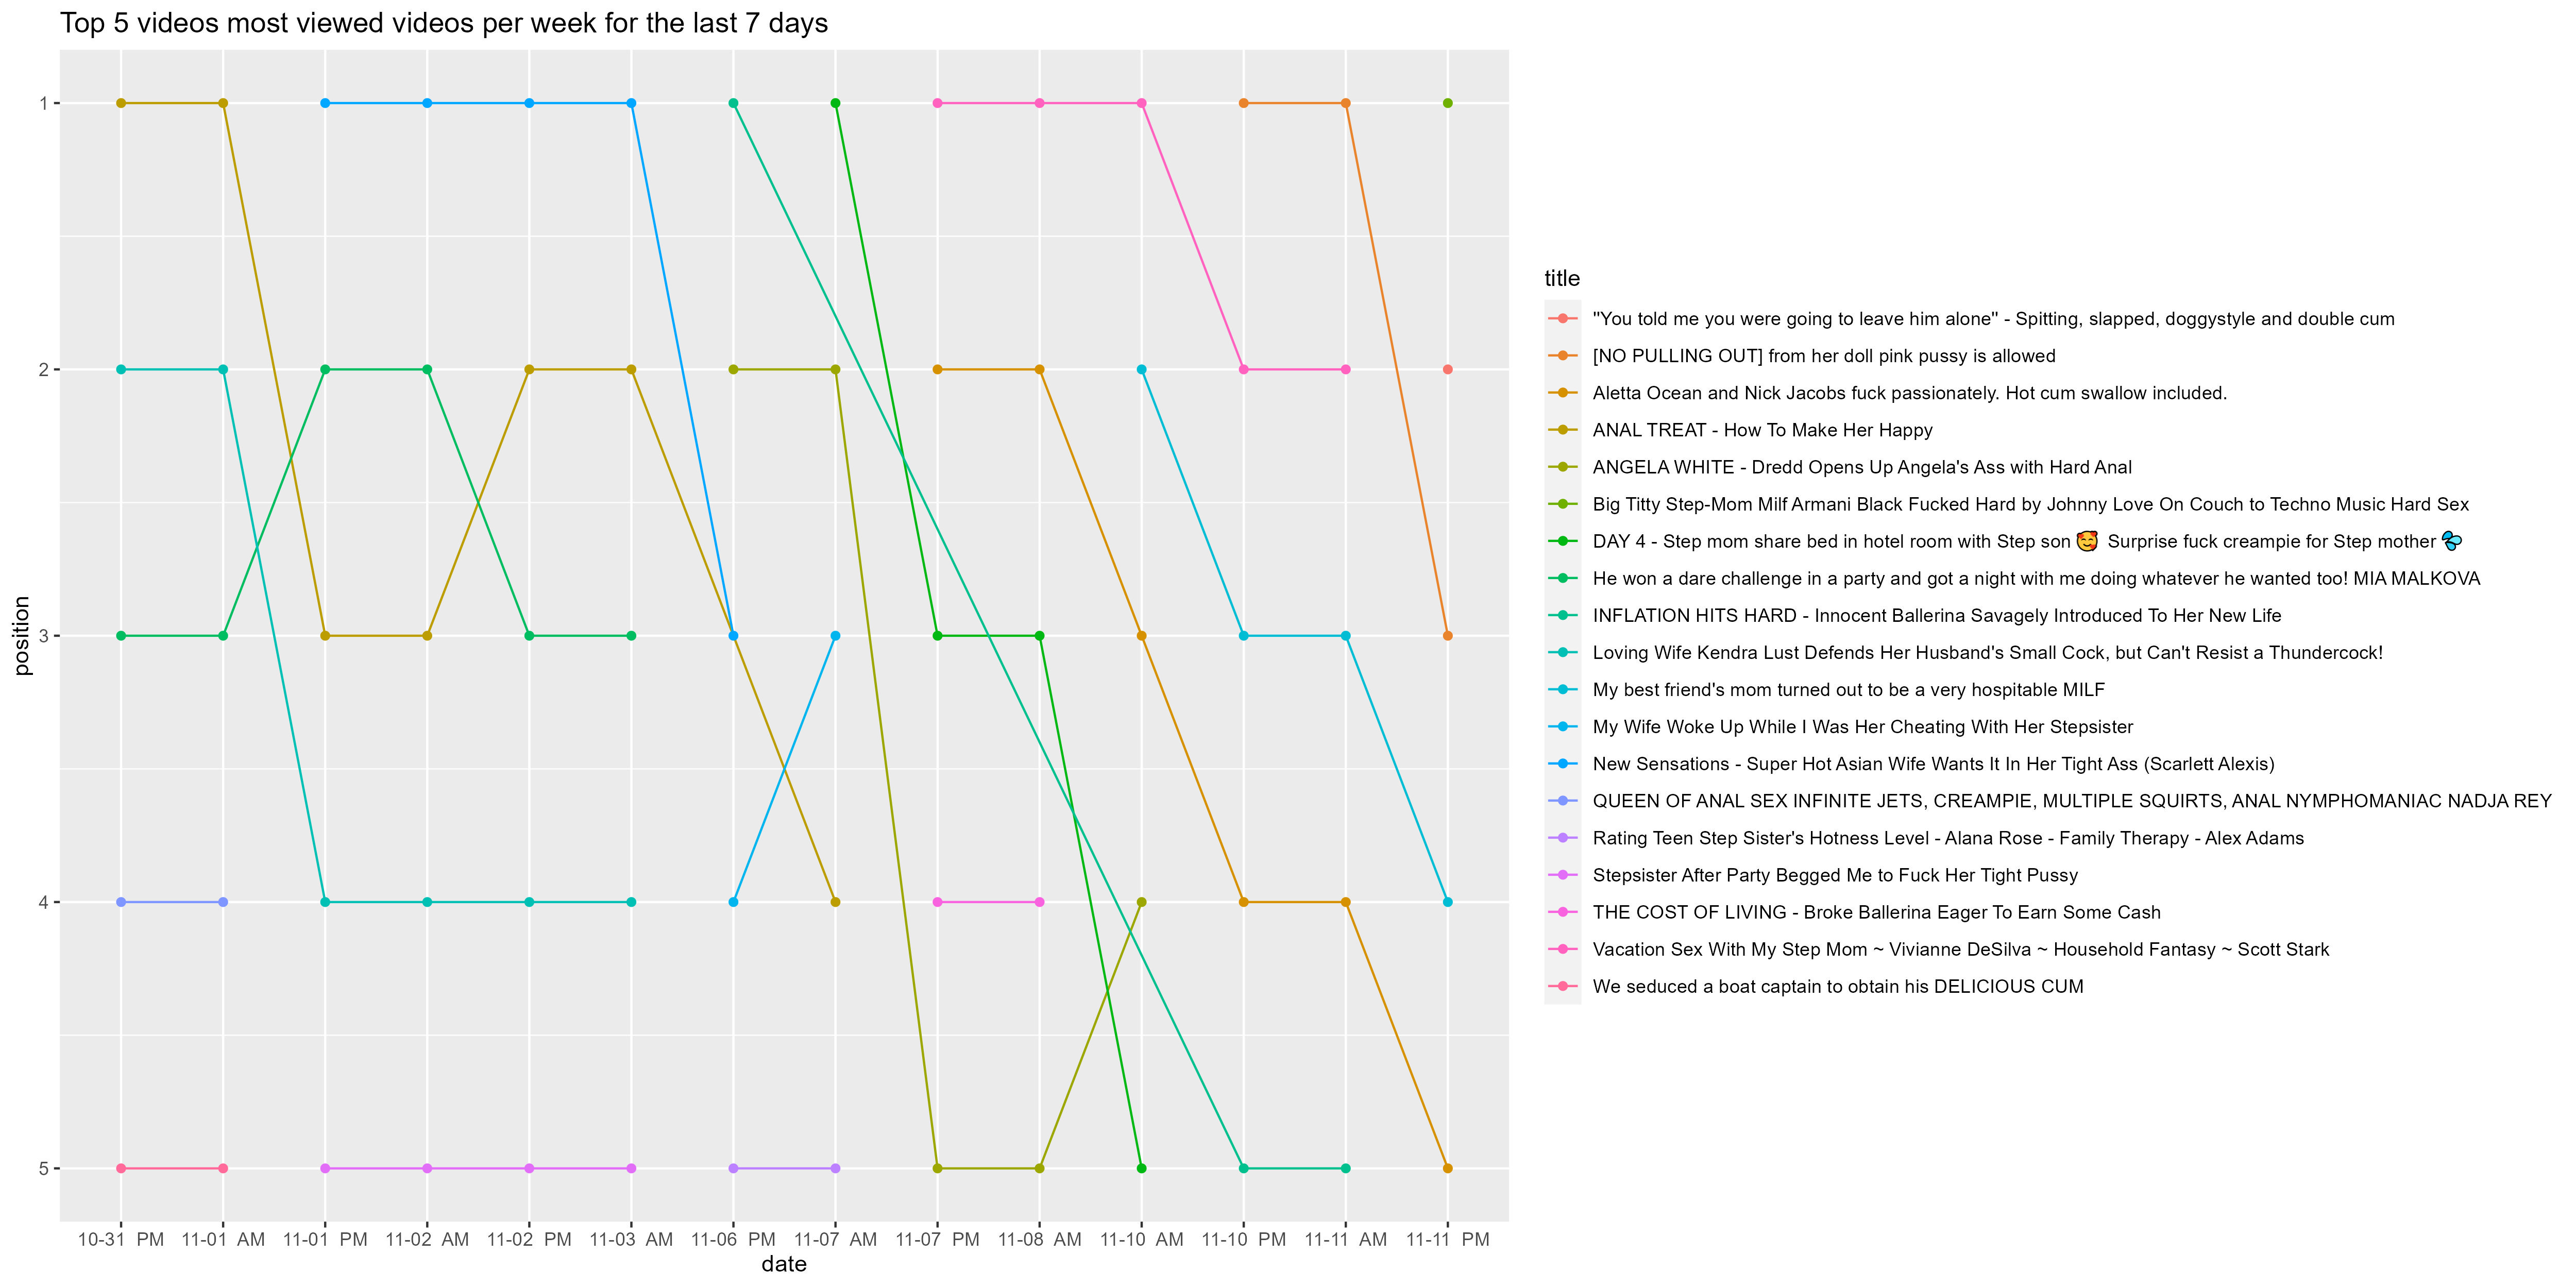 Top 5 videos most viewed videos per week for the last 7 days
position
1
2
3
4
5
10-31 PM 11-01 AM 11-01 PM 11-02 AM 11-02 PM 11-03 AM 11-06 PM 11-07 AM 11-07 PM 11-08 AM 11-10 AM 11-10 PM 11-11 AM 11-11 PM
date
title
"You told me you were going to leave him alone" - Spitting, slapped, doggystyle and double cum
[NO PULLING OUT] from her doll pink pussy is allowed
Aletta Ocean and Nick Jacobs fuck passionately. Hot cum swallow included.
ANAL TREAT - How To Make Her Happy
ANGELA WHITE - Dredd Opens Up Angela's Ass with Hard Anal
Big Titty Step-Mom Milf Armani Black Fucked Hard by Johnny Love On Couch to Techno Music Hard Sex
DAY 4 - Step mom share bed in hotel room with Step son 🥰 Surprise fuck creampie for Step mother 💦
He won a dare challenge in a party and got a night with me doing whatever he wanted too! MIA MALKOVA
INFLATION HITS HARD - Innocent Ballerina Savagely Introduced To Her New Life
Loving Wife Kendra Lust Defends Her Husband's Small Cock, but Can't Resist a Thundercock!
My best friend's mom turned out to be a very hospitable MILF
My Wife Woke Up While I Was Her Cheating With Her Stepsister
New Sensations - Super Hot Asian Wife Wants It In Her Tight Ass (Scarlett Alexis)
QUEEN OF ANAL SEX INFINITE JETS, CREAMPIE, MULTIPLE SQUIRTS, ANAL NYMPHOMANIAC NADJA REY
Rating Teen Step Sister's Hotness Level - Alana Rose - Family Therapy - Alex Adams
Stepsister After Party Begged Me to Fuck Her Tight Pussy
THE COST OF LIVING - Broke Ballerina Eager To Earn Some Cash
Vacation Sex With My Step Mom ~ Vivianne DeSilva ~ Household Fantasy ~ Scott Stark
We seduced a boat captain to obtain his DELICIOUS CUM